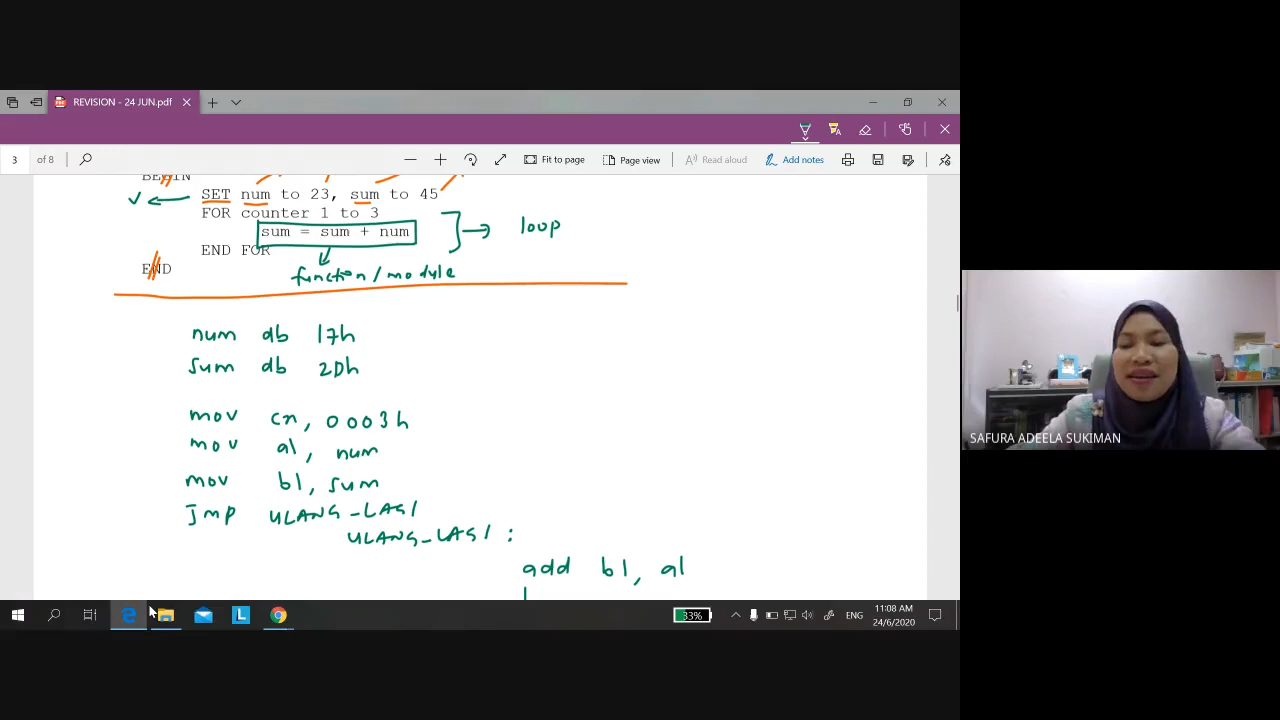 REVISION - 24 JUN.pdf
3 of 8
Fit to page
Page view
Read aloud
Add notes
BEGIN
SET num to 23, sum to 45
FOR counter 1 to 3
sum = sum + num
loop
END FOR
END
function / module
num db 17h
sum db 2Dh
mov cx, 0003h
mov al, num
mov bl, sum
jmp ULANG-LAGI
ULANG-LAGI :
add bl, al
SAFURA ADEELA SUKIMAN
33%
ENG
11:08 AM
24/6/2020